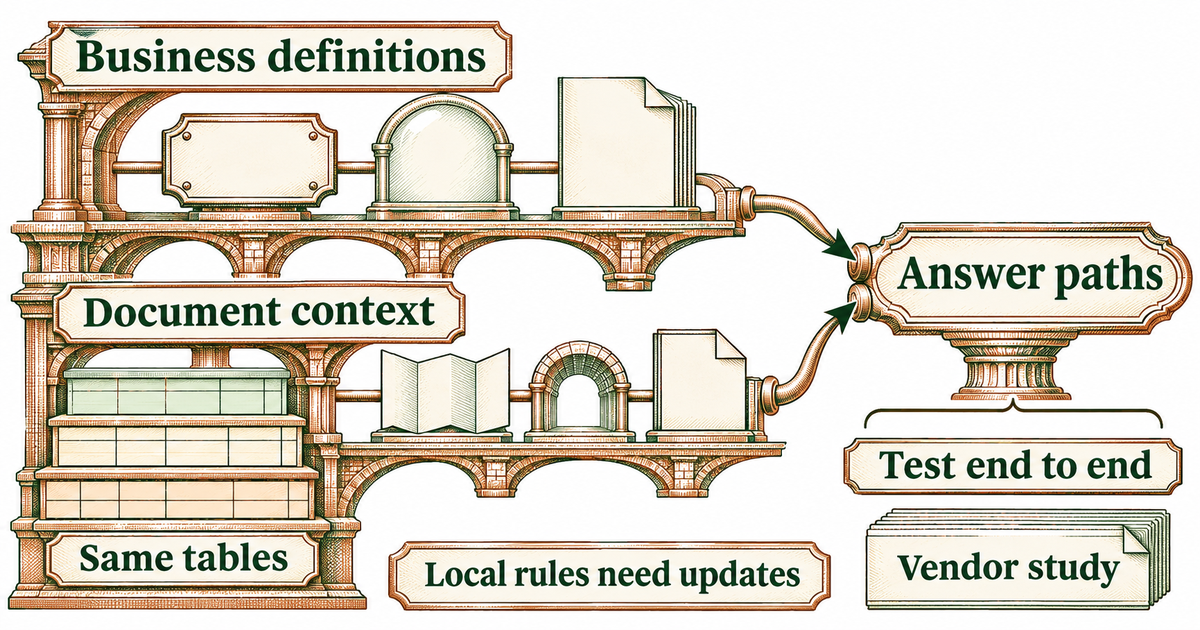 Business definitions
Document context
Answer paths
Test end to end
Same tables
Local rules need updates
Vendor study